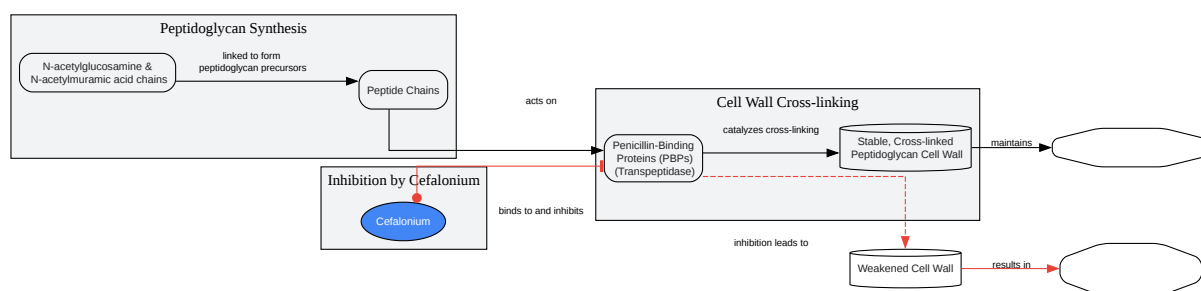 Peptidoglycan Synthesis
N-acetylglucosamine &
N-acetylmuramic acid chains
linked to form
peptidoglycan precursors
Peptide Chains
acts on
Cell Wall Cross-linking
Penicillin-Binding
Proteins (PBPs)
(Transpeptidase)
catalyzes cross-linking
Stable, Cross-linked
Peptidoglycan Cell Wall
maintains
Inhibition by Cefalonium
Cefalonium
binds to and inhibits
inhibition leads to
Weakened Cell Wall
results in